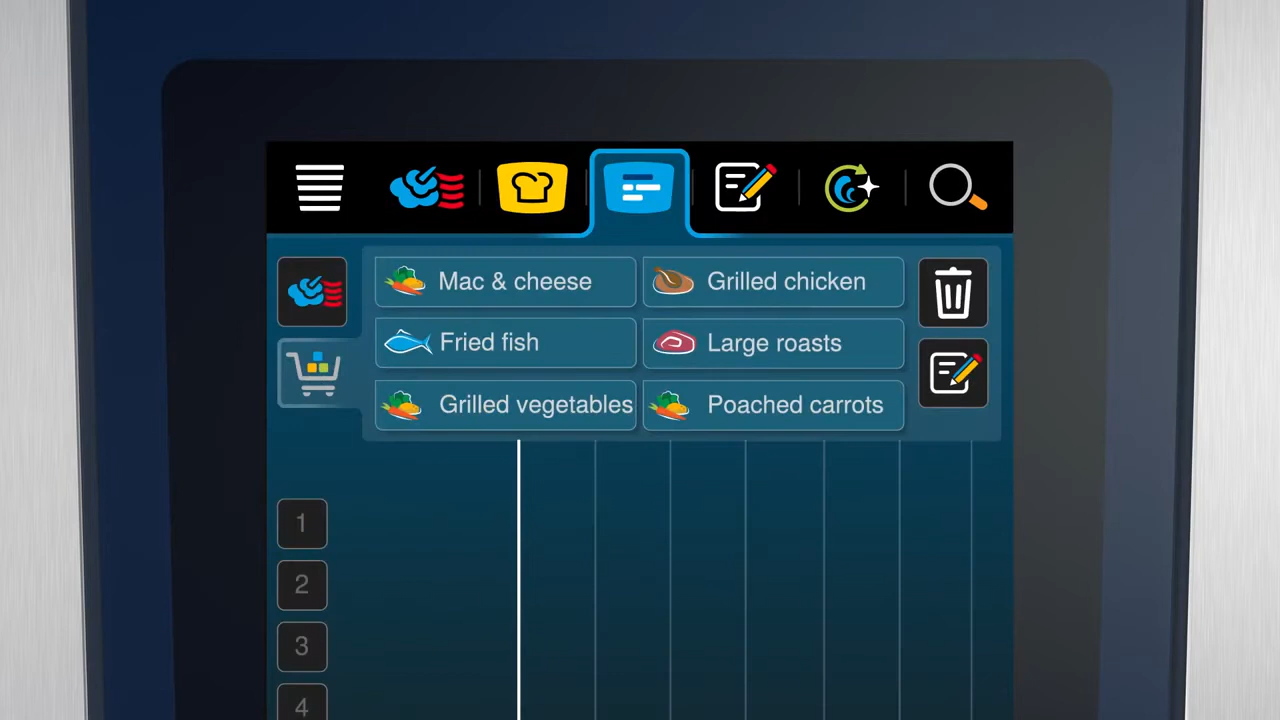 Mac & cheese
Grilled chicken
Fried fish
Large roasts
Grilled vegetables
Poached carrots
1
2
3
4